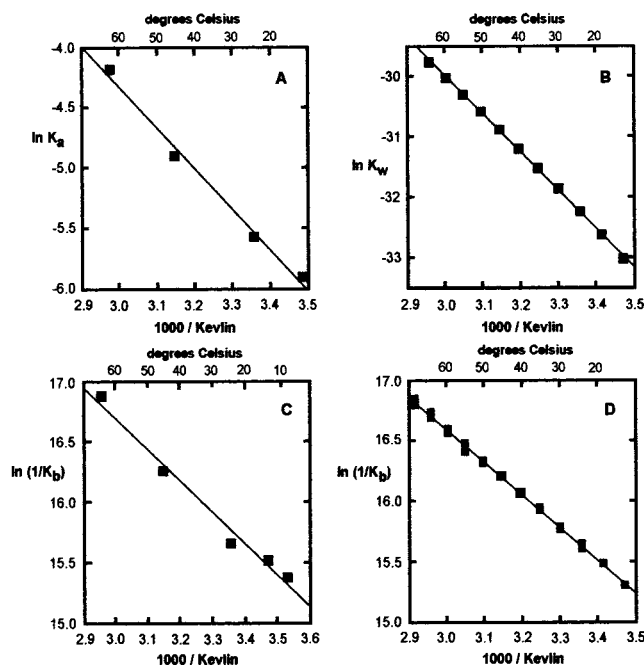 degrees Celsius
60 50 40 30 20
-4.0
A
-4.5
ln Ka
-5.0
-5.5
-6.0
2.9 3.0 3.1 3.2 3.3 3.4 3.5
1000 / Kevlin
degrees Celsius
60 50 40 30 20
B
-30
-31
ln Kw
-32
-33
2.9 3.0 3.1 3.2 3.3 3.4 3.5
1000 / Kevlin
degrees Celsius
60 50 40 30 20 10
17.0
C
16.5
ln (1/Kb)
16.0
15.5
15.0
2.9 3.0 3.1 3.2 3.3 3.4 3.5 3.6
1000 / Kevlin
degrees Celsius
60 50 40 30 20
17.0
D
16.5
ln (1/Kb)
16.0
15.5
15.0
2.9 3.0 3.1 3.2 3.3 3.4 3.5
1000 / Kevlin